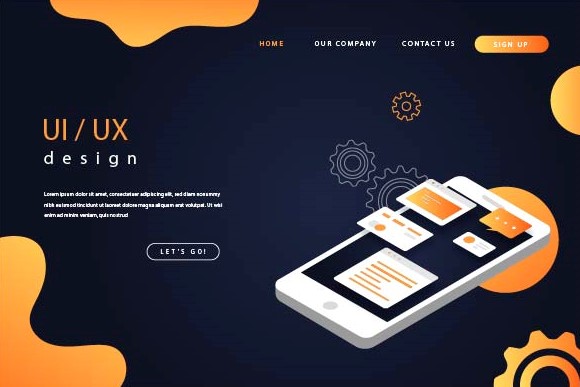 HOME
OUR COMPANY
CONTACT US
SIGN UP
UI / UX
design
Lorem ipsum dolor sit amet, consectetuer adipiscing elit, sed diam nonummy
nibh euismod tincidunt ut laoreet dolore magna aliquam erat volutpat. Ut wisi
enim ad minim veniam, quis nostrud
LET'S GO!